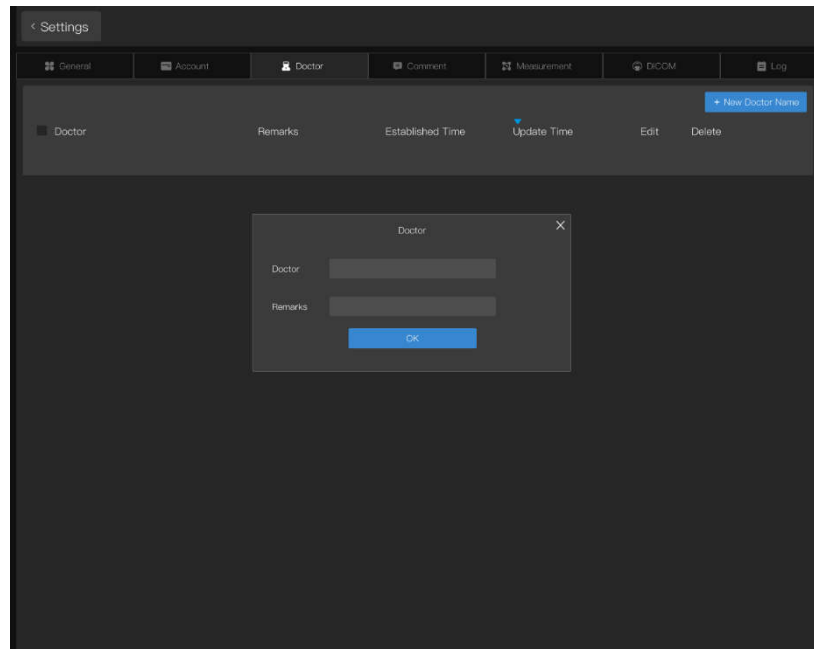 < Settings
General Account Doctor Comment Measurement DICOM Log
+ New Doctor Name
Doctor Remarks Established Time Update Time Edit Delete
Doctor
Doctor
Remarks
OK